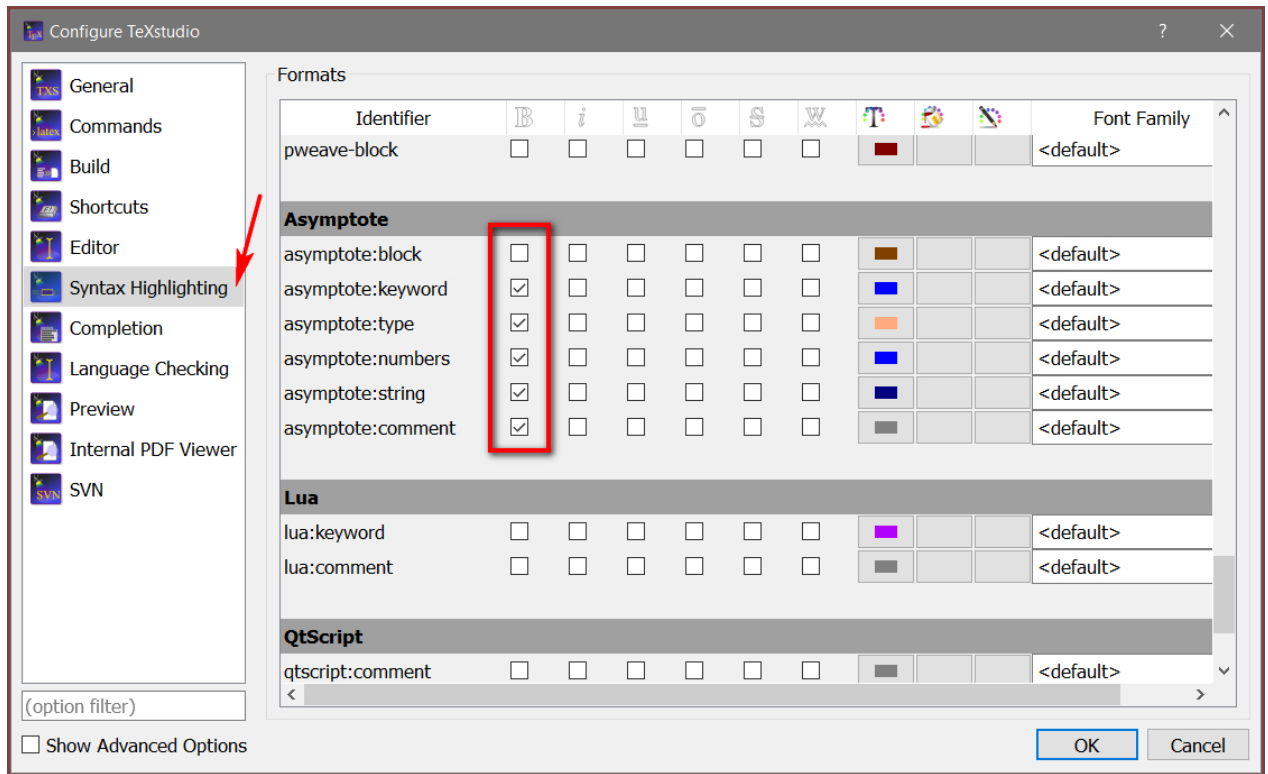 Configure TeXstudio ?
General
Commands
Build
Shortcuts
Editor
Syntax Highlighting
Completion
Language Checking
Preview
Internal PDF Viewer
SVN
(option filter)
Show Advanced Options
Formats
Identifier B i u o S W T Font Family
pweave-block <default>
Asymptote
asymptote:block <default>
asymptote:keyword <default>
asymptote:type <default>
asymptote:numbers <default>
asymptote:string <default>
asymptote:comment <default>
Lua
lua:keyword <default>
lua:comment <default>
QtScript
qtscript:comment <default>
OK Cancel